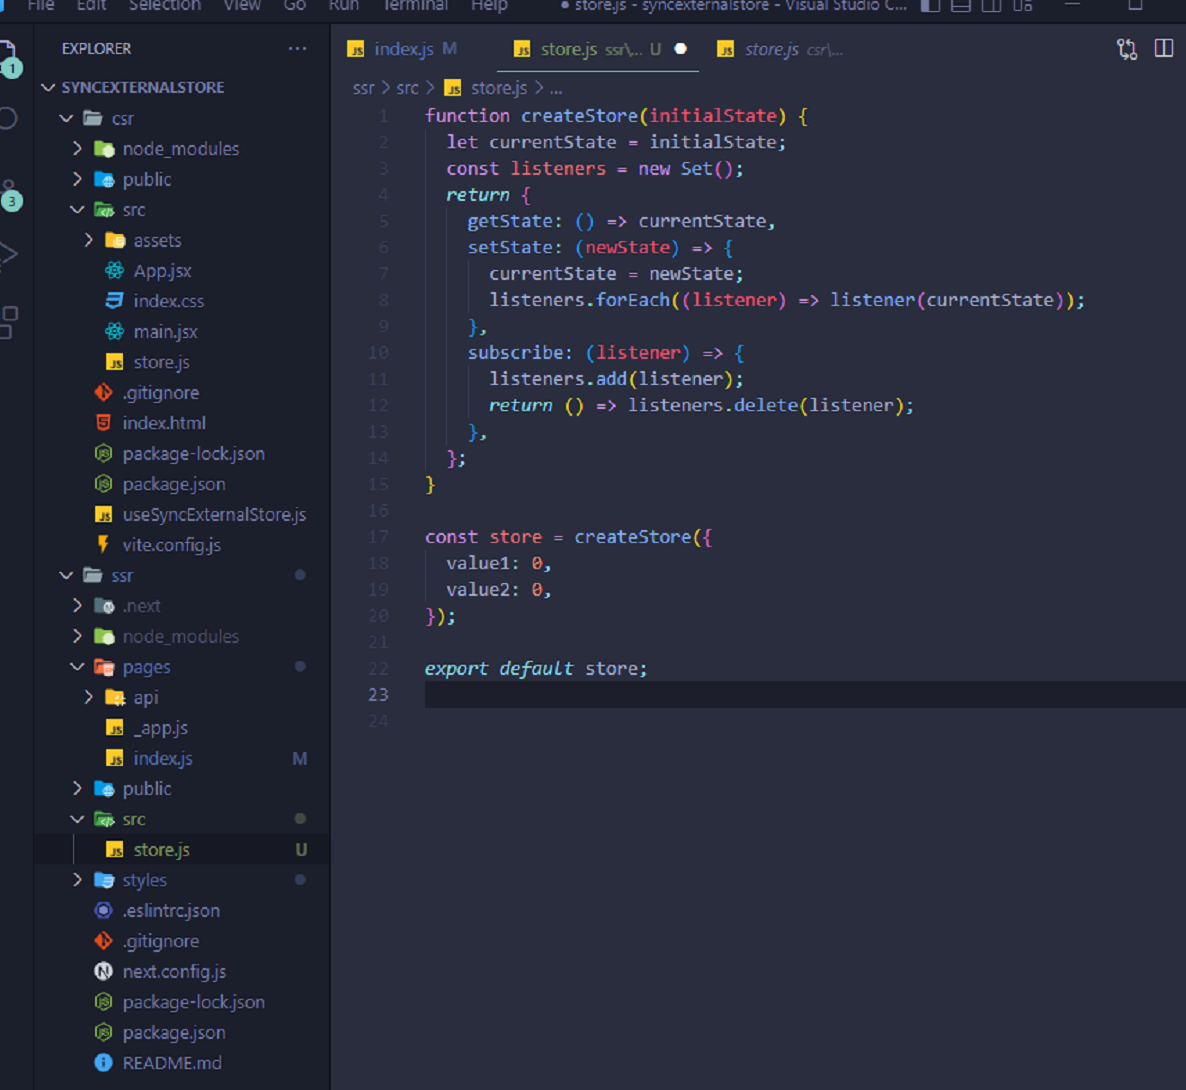 File Edit Selection View Go Run Terminal Help ● store.js - syncexternalstore - Visual Studio C...
EXPLORER ...
1
3
SYNCEXTERNALSTORE
csr
node_modules
public
src
assets
App.jsx
index.css
main.jsx
store.js
.gitignore
index.html
package-lock.json
package.json
useSyncExternalStore.js
vite.config.js
ssr
.next
node_modules
pages
api
_app.js
index.js M
public
src
store.js U
styles
.eslintrc.json
.gitignore
next.config.js
package-lock.json
package.json
README.md
JS index.js M JS store.js ssr\... U ● JS store.js csr\...
ssr > src > JS store.js > ...
1 function createStore(initialState) {
2 let currentState = initialState;
3 const listeners = new Set();
4 return {
5 getState: () => currentState,
6 setState: (newState) => {
7 currentState = newState;
8 listeners.forEach((listener) => listener(currentState));
9 },
10 subscribe: (listener) => {
11 listeners.add(listener);
12 return () => listeners.delete(listener);
13 },
14 };
15 }
16
17 const store = createStore({
18 value1: 0,
19 value2: 0,
20 });
21
22 export default store;
23
24